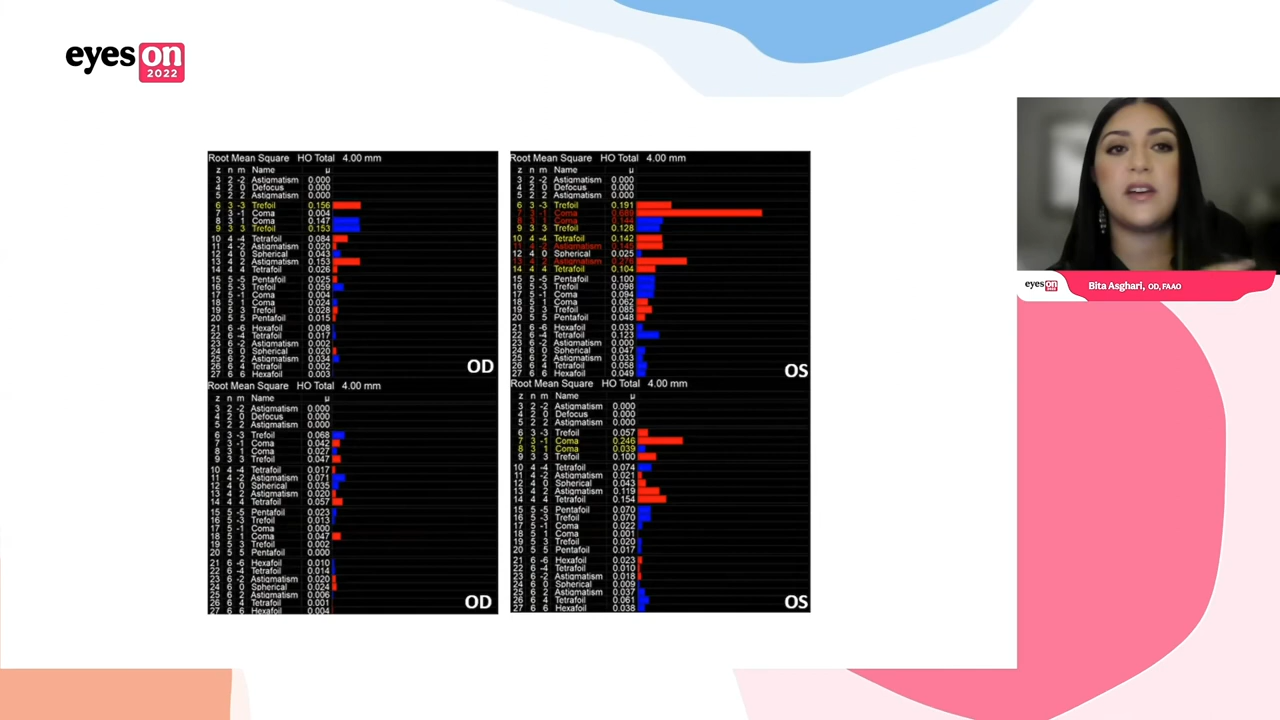 eyes on
2022
Root Mean Square HO Total 4.00 mm
z n m Name µ
3 2 -2 Astigmatism 0.000
4 2 0 Defocus 0.000
5 2 2 Astigmatism 0.000
6 3 -3 Trefoil 0.156
7 3 -1 Coma 0.004
8 3 1 Coma 0.147
9 3 3 Trefoil 0.153
10 4 -4 Tetrafoil 0.084
11 4 -2 Astigmatism 0.020
12 4 0 Spherical 0.043
13 4 2 Astigmatism 0.153
14 4 4 Tetrafoil 0.026
15 5 -5 Pentafoil 0.025
16 5 -3 Trefoil 0.059
17 5 -1 Coma 0.004
18 5 1 Coma 0.024
19 5 3 Trefoil 0.028
20 5 5 Pentafoil 0.015
21 6 -6 Hexafoil 0.008
22 6 -4 Tetrafoil 0.017
23 6 -2 Astigmatism 0.002
24 6 0 Spherical 0.020
25 6 2 Astigmatism 0.034
26 6 4 Tetrafoil 0.002
27 6 6 Hexafoil 0.003
OD
Root Mean Square HO Total 4.00 mm
z n m Name µ
3 2 -2 Astigmatism 0.000
4 2 0 Defocus 0.000
5 2 2 Astigmatism 0.000
6 3 -3 Trefoil 0.191
7 3 -1 Coma 0.689
8 3 1 Coma 0.144
9 3 3 Trefoil 0.128
10 4 -4 Tetrafoil 0.142
11 4 -2 Astigmatism
12 4 0 Spherical 0.025
13 4 2 Astigmatism 0.276
14 4 4 Tetrafoil 0.104
15 5 -5 Pentafoil 0.100
16 5 -3 Trefoil 0.098
17 5 -1 Coma 0.094
18 5 1 Coma 0.062
19 5 3 Trefoil 0.085
20 5 5 Pentafoil 0.048
21 6 -6 Hexafoil 0.033
22 6 -4 Tetrafoil 0.123
23 6 -2 Astigmatism 0.000
24 6 0 Spherical 0.047
25 6 2 Astigmatism 0.033
26 6 4 Tetrafoil 0.058
27 6 6 Hexafoil 0.049
OS
Root Mean Square HO Total 4.00 mm
z n m Name µ
3 2 -2 Astigmatism 0.000
4 2 0 Defocus 0.000
5 2 2 Astigmatism 0.000
6 3 -3 Trefoil 0.068
7 3 -1 Coma 0.042
8 3 1 Coma 0.027
9 3 3 Trefoil 0.047
10 4 -4 Tetrafoil 0.017
11 4 -2 Astigmatism 0.071
12 4 0 Spherical 0.035
13 4 2 Astigmatism 0.020
14 4 4 Tetrafoil 0.057
15 5 -5 Pentafoil 0.023
16 5 -3 Trefoil 0.013
17 5 -1 Coma 0.000
18 5 1 Coma 0.047
19 5 3 Trefoil 0.002
20 5 5 Pentafoil 0.000
21 6 -6 Hexafoil 0.010
22 6 -4 Tetrafoil 0.014
23 6 -2 Astigmatism 0.020
24 6 0 Spherical 0.024
25 6 2 Astigmatism 0.006
26 6 4 Tetrafoil 0.001
27 6 6 Hexafoil 0.004
OD
Root Mean Square HO Total 4.00 mm
z n m Name µ
3 2 -2 Astigmatism 0.000
4 2 0 Defocus 0.000
5 2 2 Astigmatism 0.000
6 3 -3 Trefoil 0.057
7 3 -1 Coma 0.246
8 3 1 Coma 0.039
9 3 3 Trefoil 0.100
10 4 -4 Tetrafoil 0.074
11 4 -2 Astigmatism 0.021
12 4 0 Spherical 0.043
13 4 2 Astigmatism 0.119
14 4 4 Tetrafoil 0.154
15 5 -5 Pentafoil 0.070
16 5 -3 Trefoil 0.070
17 5 -1 Coma 0.022
18 5 1 Coma 0.001
19 5 3 Trefoil 0.020
20 5 5 Pentafoil 0.017
21 6 -6 Hexafoil 0.023
22 6 -4 Tetrafoil 0.010
23 6 -2 Astigmatism 0.018
24 6 0 Spherical 0.009
25 6 2 Astigmatism 0.037
26 6 4 Tetrafoil 0.061
27 6 6 Hexafoil 0.038
OS
eyes on
2022
Bita Asghari, OD, FAAO